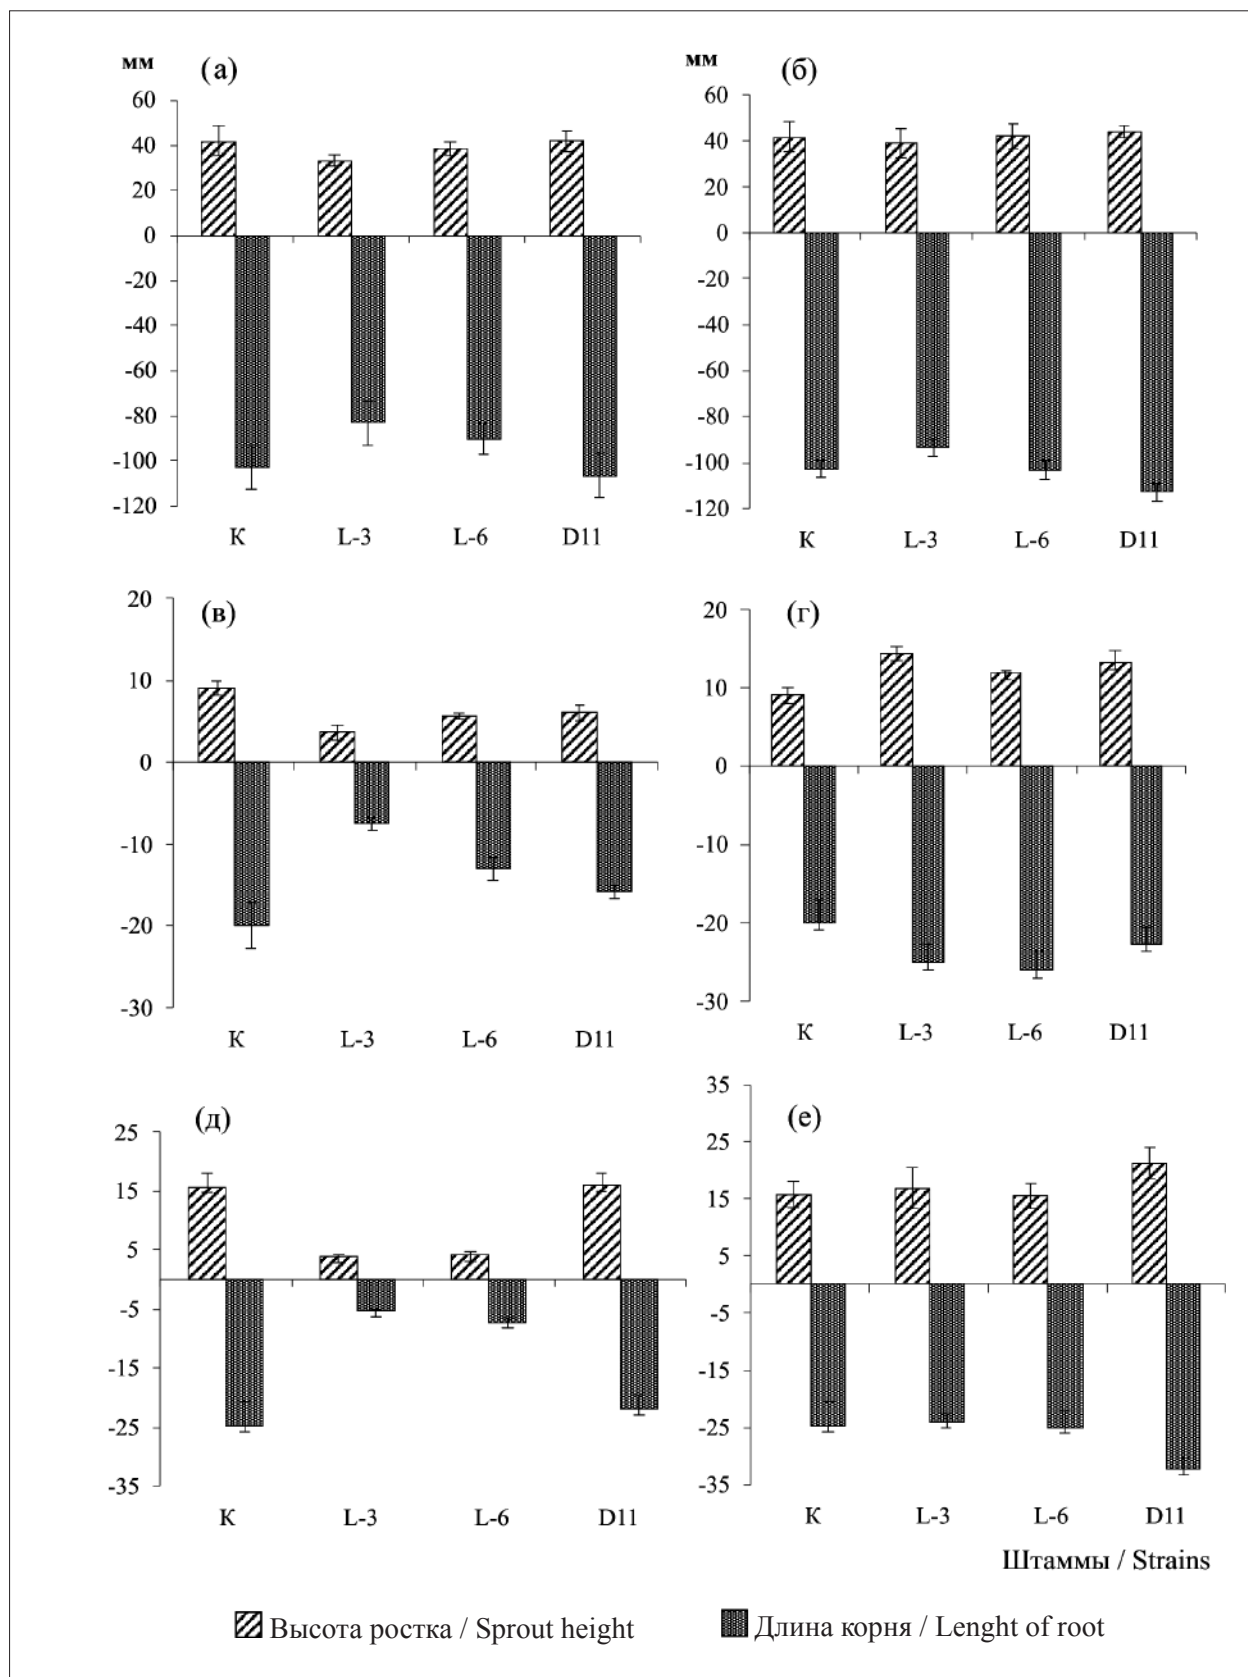 мм
(а)
60
40
20
0
-20
-40
-60
-80
-100
-120
К
L-3
L-6
D11
мм
(б)
60
40
20
0
-20
-40
-60
-80
-100
-120
К
L-3
L-6
D11
(в)
20
10
0
-10
-20
-30
К
L-3
L-6
D11
(г)
20
10
0
-10
-20
-30
К
L-3
L-6
D11
(д)
25
15
5
-5
-15
-25
-35
К
L-3
L-6
D11
(е)
35
25
15
5
-5
-15
-25
-35
К
L-3
L-6
D11
Штаммы / Strains
Высота ростка / Sprout height
Длина корня / Lenght of root